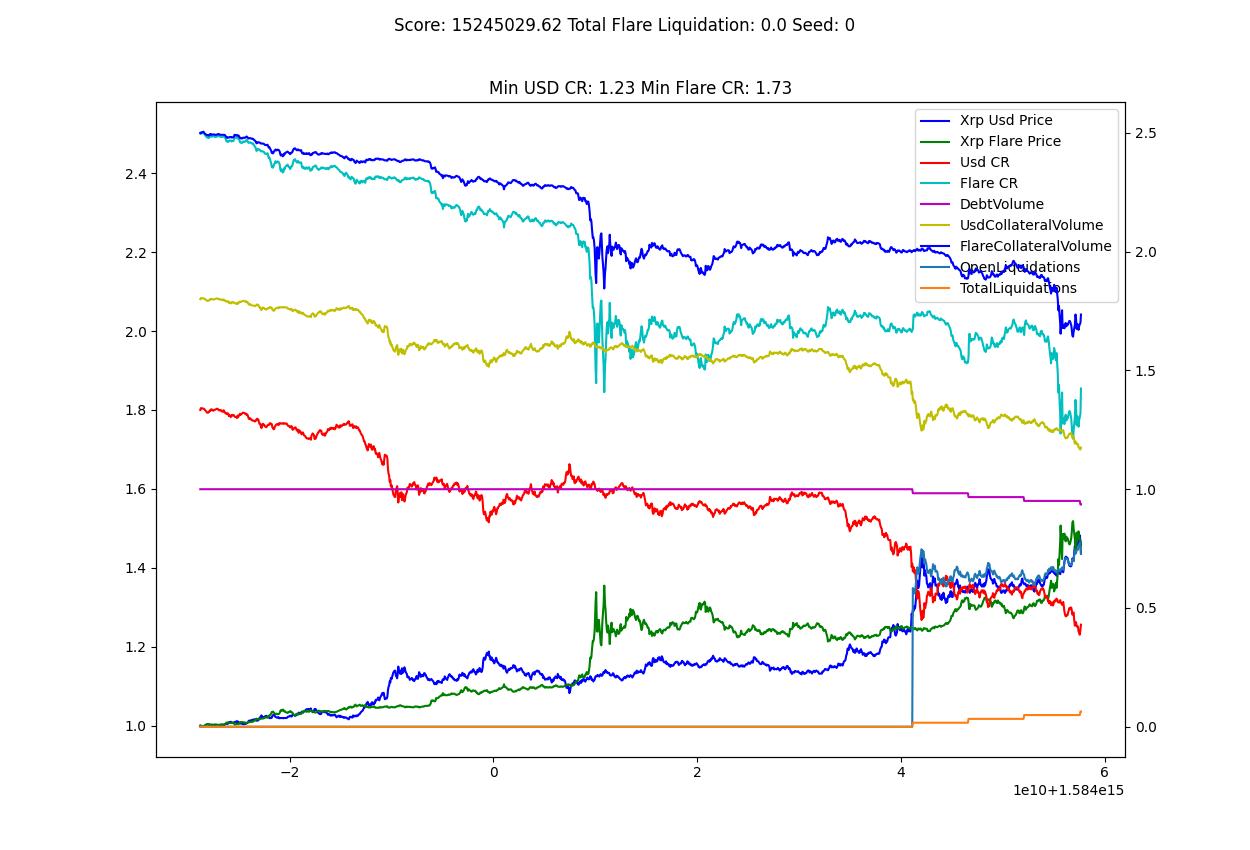 Score: 15245029.62 Total Flare Liquidation: 0.0 Seed: 0
Min USD CR: 1.23 Min Flare CR: 1.73
Xrp Usd Price
Xrp Flare Price
Usd CR
Flare CR
DebtVolume
UsdCollateralVolume
FlareCollateralVolume
OpenLiquidations
TotalLiquidations
2.4
2.2
2.0
1.8
1.6
1.4
1.2
1.0
2.5
2.0
1.5
1.0
0.5
0.0
−2 0 2 4 6
1e10+1.584e15